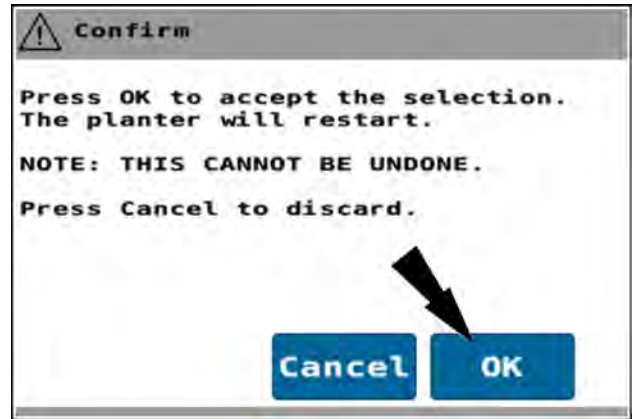 Confirm
Press OK to accept the selection.
The planter will restart.
NOTE: THIS CANNOT BE UNDONE.
Press Cancel to discard.
Cancel OK